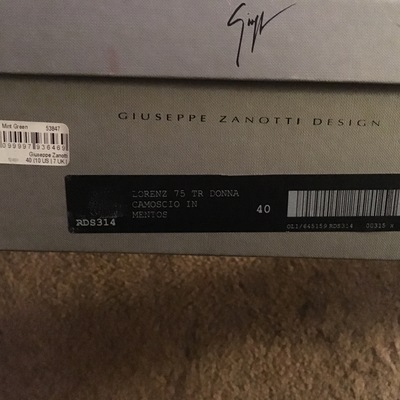 GIUSEPPE ZANOTTI DESIGN
Mint Green 53847
Giuseppe Zanotti
40 (10 US | 7 UK)
LORENZ 75 TR DONNA
CAMOSCIO IN
MENTOS
40
RDS314